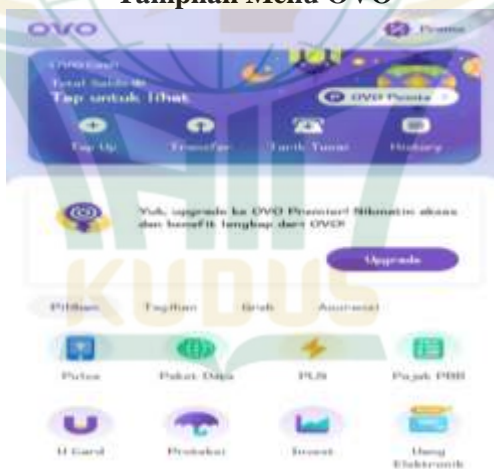 Tampilan Menu OVO
OVO
Promo
OVO Cash
Total Saldo
Tap untuk lihat
OVO Points
Top Up Transfer Tarik Tunai History
Yuk, upgrade ke OVO Premier! Nikmatin akses
dan benefit lengkap dari OVO!
Upgrade
Pilihan Tagihan Grab Asuransi
KUDUS
Pulsa Paket Data PLN Pajak PBB
U Card Proteksi Invest Uang
Elektronik